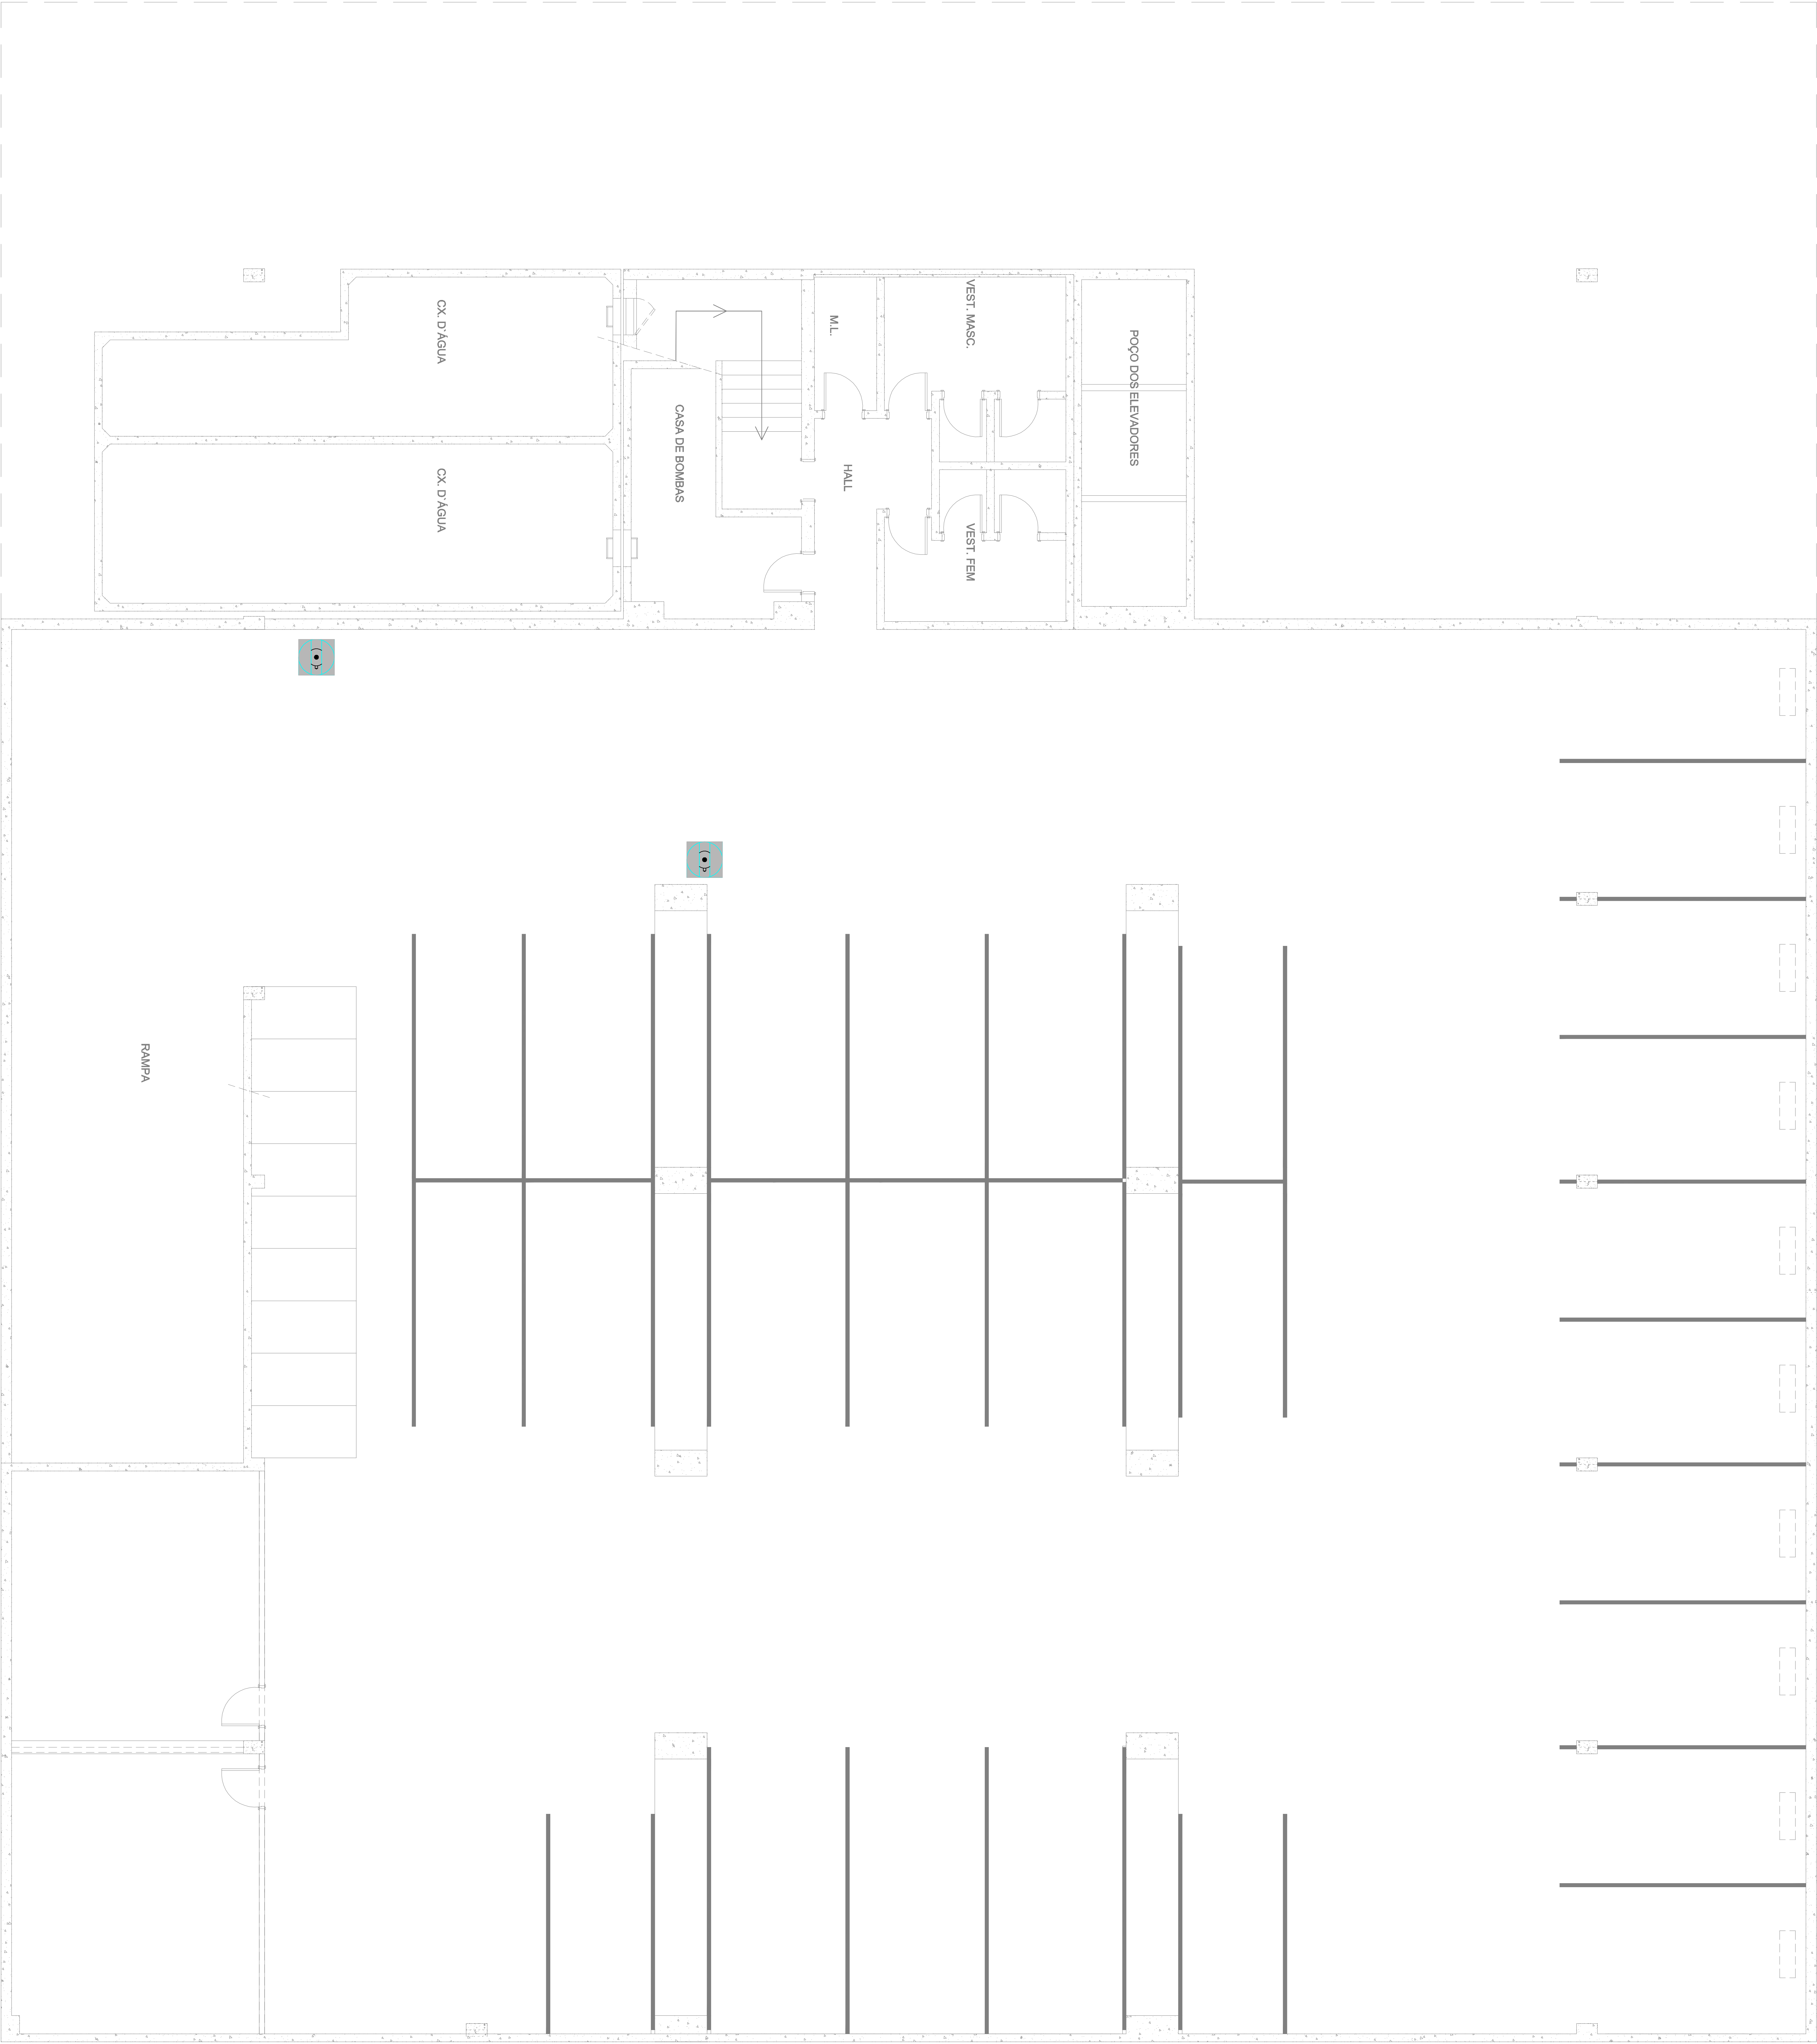 CX. D`ÁGUA
M.L.
VEST. MASC.
POÇO DOS ELEVADORES
CASA DE BOMBAS
HALL
CX. D`ÁGUA
VEST. FEM
RAMPA